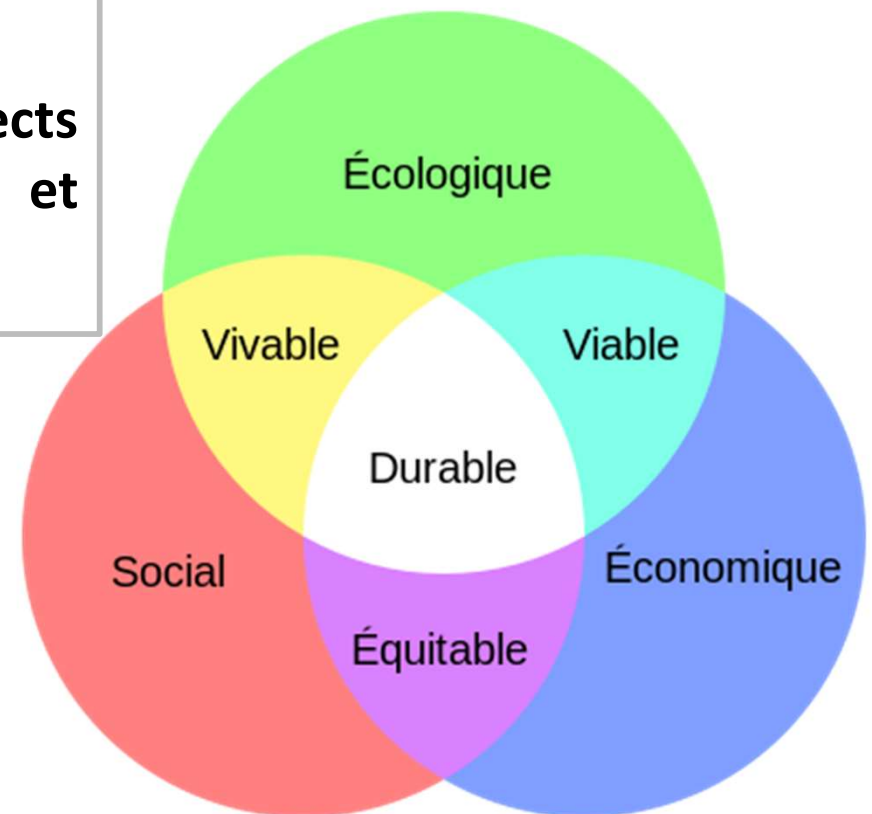 ects
et
Écologique
Vivable
Viable
Durable
Social
Économique
Équitable